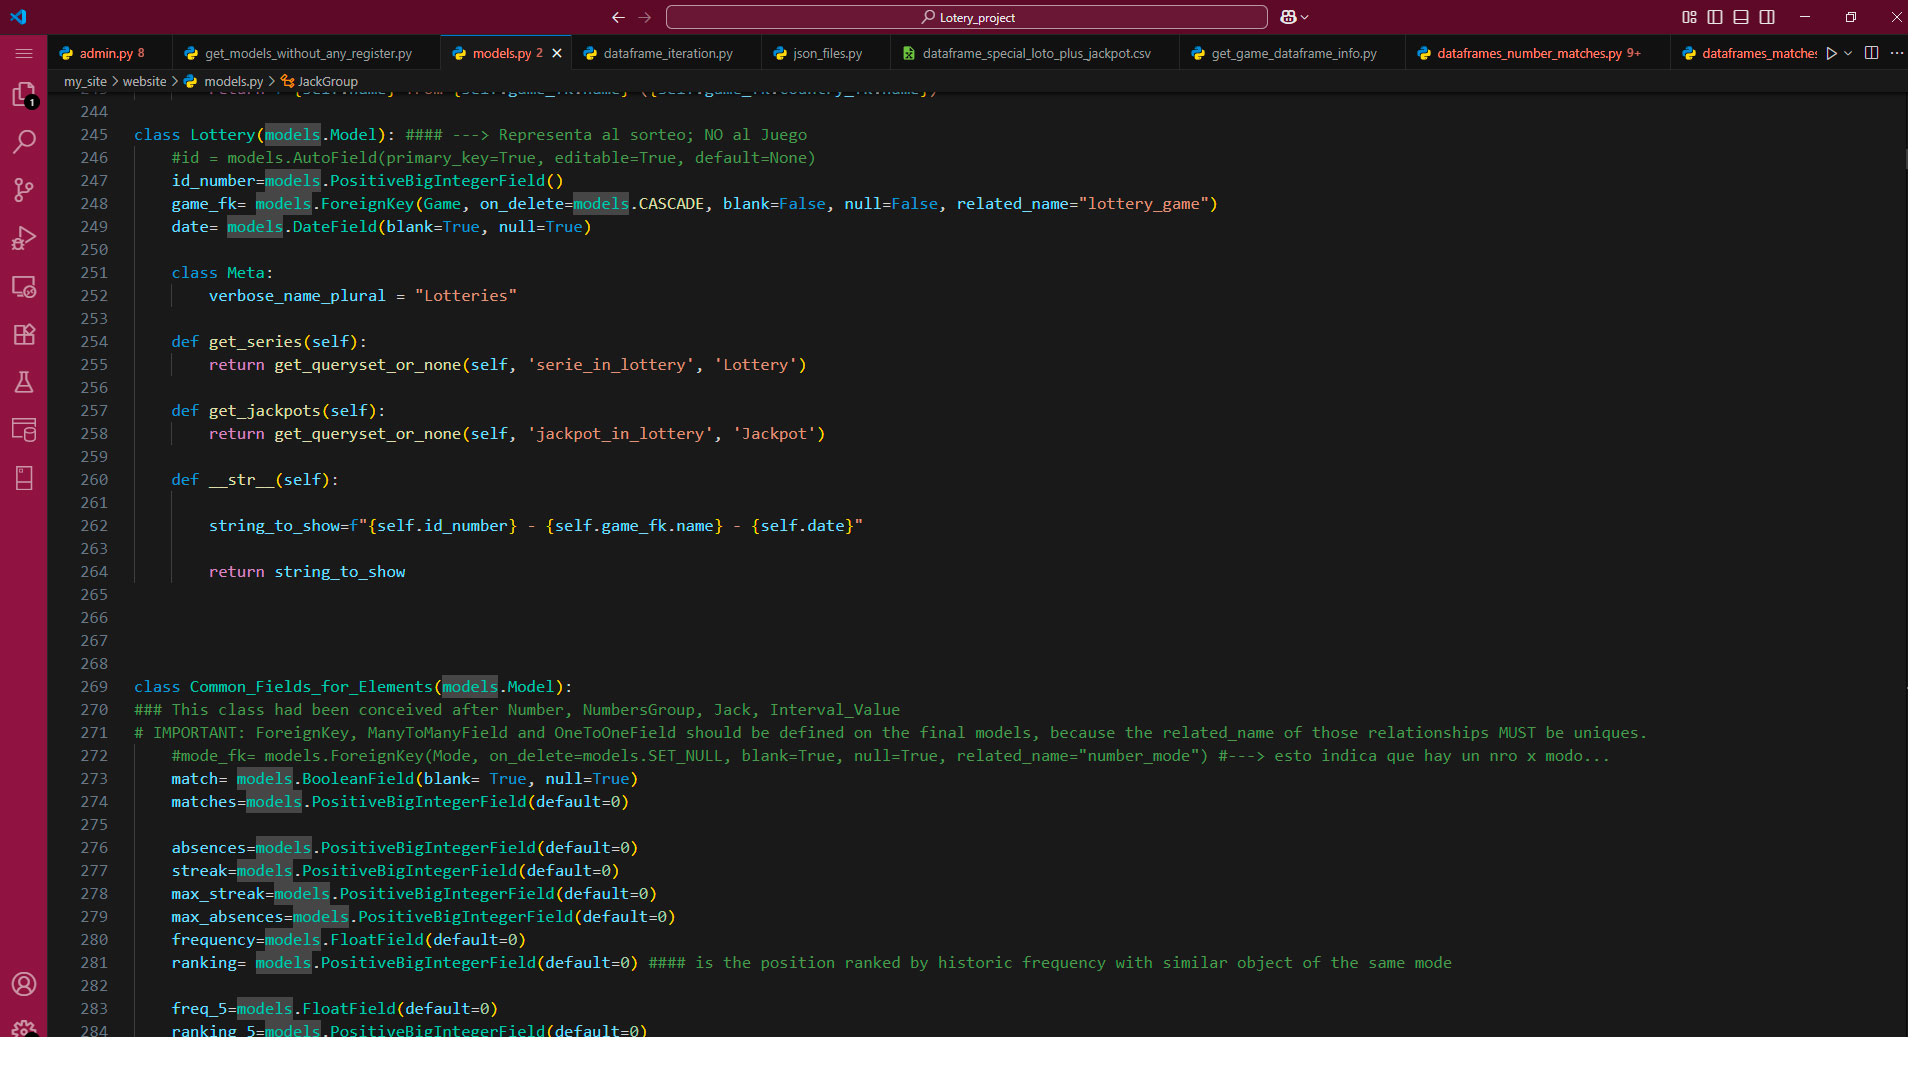 Lotery_project
admin.py 8
get_models_without_any_register.py
models.py 2
dataframe_iteration.py
json_files.py
dataframe_special_loto_plus_jackpot.csv
get_game_dataframe_info.py
dataframes_number_matches.py 9+
dataframes_matches
my_site > website > models.py > JackGroup
1
244
245 class Lottery(models.Model): #### ---> Representa al sorteo; NO al Juego
246 #id = models.AutoField(primary_key=True, editable=True, default=None)
247 id_number=models.PositiveBigIntegerField()
248 game_fk= models.ForeignKey(Game, on_delete=models.CASCADE, blank=False, null=False, related_name="lottery_game")
249 date= models.DateField(blank=True, null=True)
250
251 class Meta:
252 verbose_name_plural = "Lotteries"
253
254 def get_series(self):
255 return get_queryset_or_none(self, 'serie_in_lottery', 'Lottery')
256
257 def get_jackpots(self):
258 return get_queryset_or_none(self, 'jackpot_in_lottery', 'Jackpot')
259
260 def __str__(self):
261
262 string_to_show=f"{self.id_number} - {self.game_fk.name} - {self.date}"
263
264 return string_to_show
265
266
267
268
269 class Common_Fields_for_Elements(models.Model):
270 ### This class had been conceived after Number, NumbersGroup, Jack, Interval_Value
271 # IMPORTANT: ForeignKey, ManyToManyField and OneToOneField should be defined on the final models, because the related_name of those relationships MUST be uniques.
272 #mode_fk= models.ForeignKey(Mode, on_delete=models.SET_NULL, blank=True, null=True, related_name="number_mode") #---> esto indica que hay un nro x modo...
273 match= models.BooleanField(blank= True, null=True)
274 matches=models.PositiveBigIntegerField(default=0)
275
276 absences=models.PositiveBigIntegerField(default=0)
277 streak=models.PositiveBigIntegerField(default=0)
278 max_streak=models.PositiveBigIntegerField(default=0)
279 max_absences=models.PositiveBigIntegerField(default=0)
280 frequency=models.FloatField(default=0)
281 ranking= models.PositiveBigIntegerField(default=0) #### is the position ranked by historic frequency with similar object of the same mode
282
283 freq_5=models.FloatField(default=0)
284 ranking_5=models.PositiveBigIntegerField(default=0)